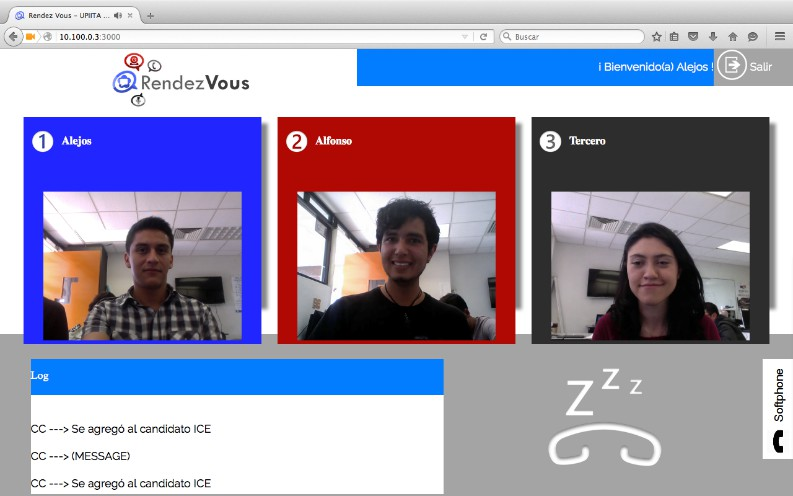 Rendez Vous - UPIITA ...
10.100.0.3:3000
Buscar
RendezVous
¡ Bienvenido(a) Alejos !
Salir
1 Alejos
2 Alfonso
3 Tercero
Log
CC ---> Se agregó al candidato ICE
CC ---> (MESSAGE)
CC ---> Se agregó al candidato ICE
Z Z Z
Softphone